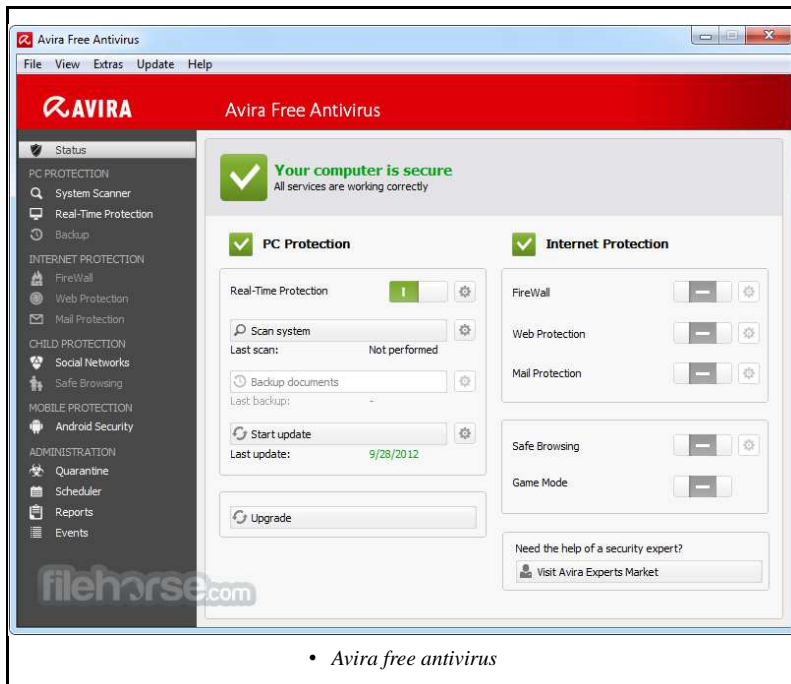 Avira Free Antivirus
File View Extras Update Help
AVIRA
Avira Free Antivirus
Status
PC PROTECTION
System Scanner
Real-Time Protection
Backup
INTERNET PROTECTION
FireWall
Web Protection
Mail Protection
CHILD PROTECTION
Social Networks
Safe Browsing
MOBILE PROTECTION
Android Security
ADMINISTRATION
Quarantine
Scheduler
Reports
Events
Your computer is secure
All services are working correctly
PC Protection
Real-Time Protection
Scan system
Last scan: Not performed
Backup documents
Last backup: -
Start update
Last update: 9/28/2012
Upgrade
Internet Protection
FireWall
Web Protection
Mail Protection
Safe Browsing
Game Mode
Need the help of a security expert?
Visit Avira Experts Market
filehorse.com
• Avira free antivirus